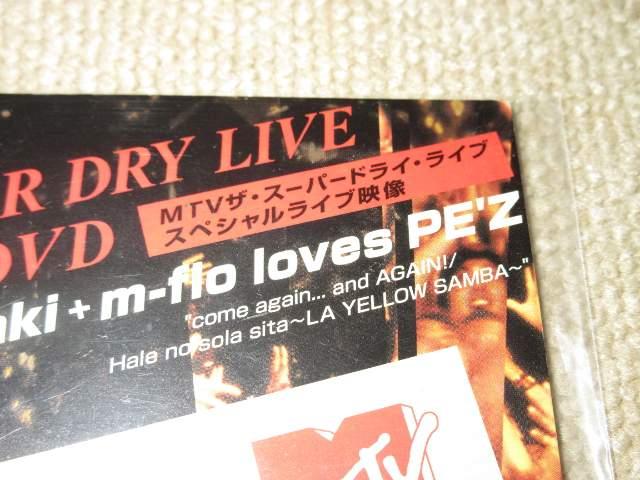 R DRY LIVE
DVD
MTVザ・スーパードライ・ライブ
スペシャルライブ映像
aki + m-flo loves PE'Z
"come again... and AGAIN!/
Hale no sola sita~LA YELLOW SAMBA~"
MTV